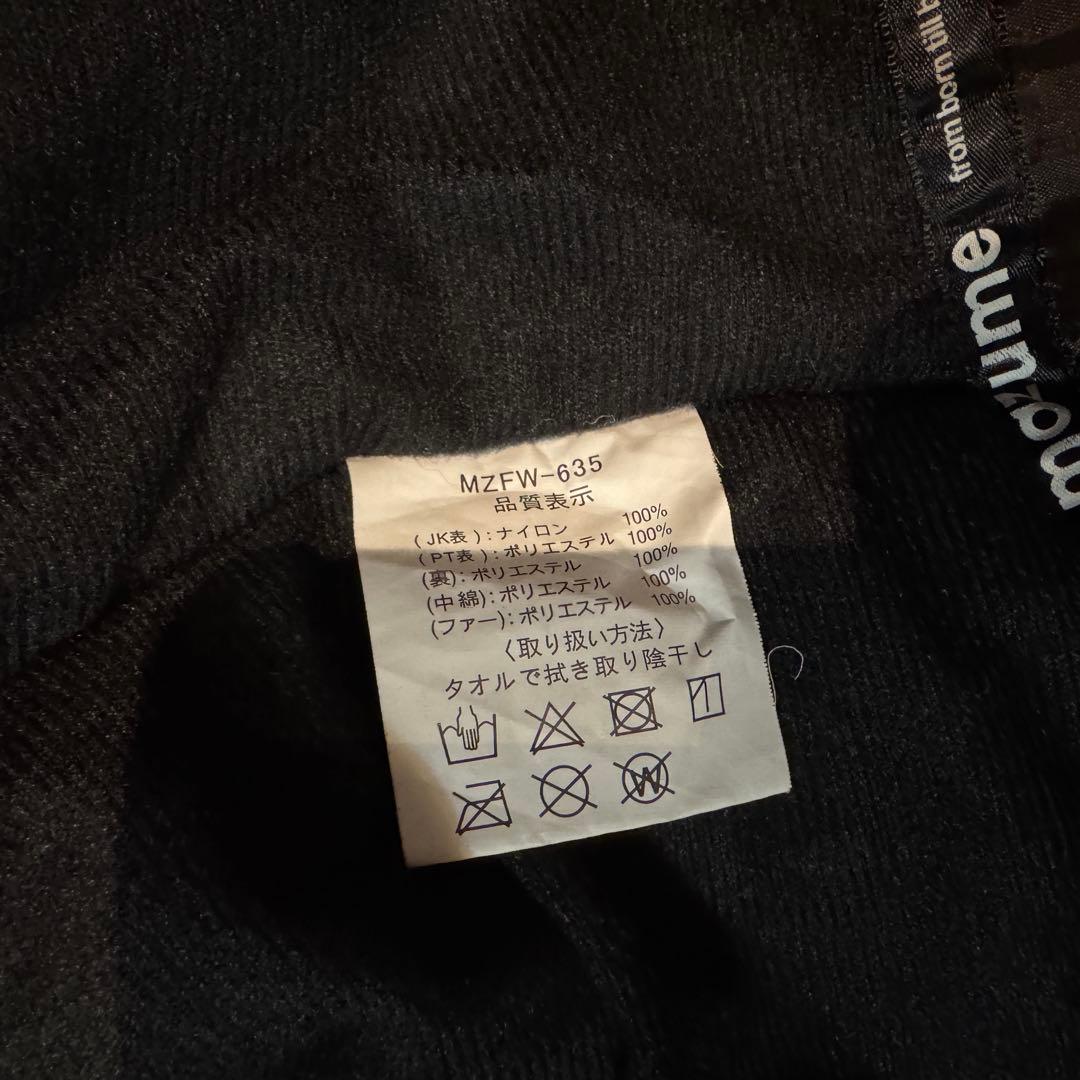 from born till
mazume
MZFW-635
品質表示
(JK表):ナイロン 100%
(PT表):ポリエステル 100%
(裏):ポリエステル 100%
(中綿):ポリエステル 100%
(ファー):ポリエステル 100%
〈取り扱い方法〉
タオルで拭き取り陰干し
W